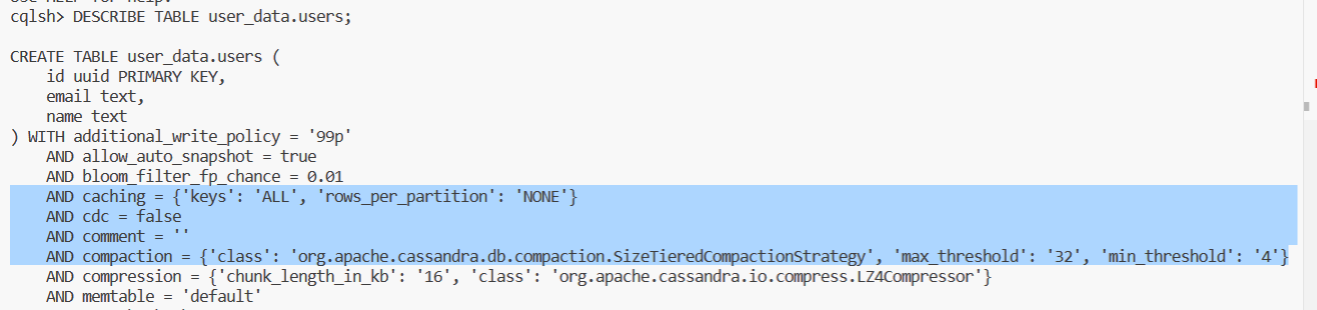 cqlsh> DESCRIBE TABLE user_data.users;
CREATE TABLE user_data.users (
    id uuid PRIMARY KEY,
    email text,
    name text
) WITH additional_write_policy = '99p'
    AND allow_auto_snapshot = true
    AND bloom_filter_fp_chance = 0.01
    AND caching = {'keys': 'ALL', 'rows_per_partition': 'NONE'}
    AND cdc = false
    AND comment = ''
    AND compaction = {'class': 'org.apache.cassandra.db.compaction.SizeTieredCompactionStrategy', 'max_threshold': '32', 'min_threshold': '4'}
    AND compression = {'chunk_length_in_kb': '16', 'class': 'org.apache.cassandra.io.compress.LZ4Compressor'}
    AND memtable = 'default'